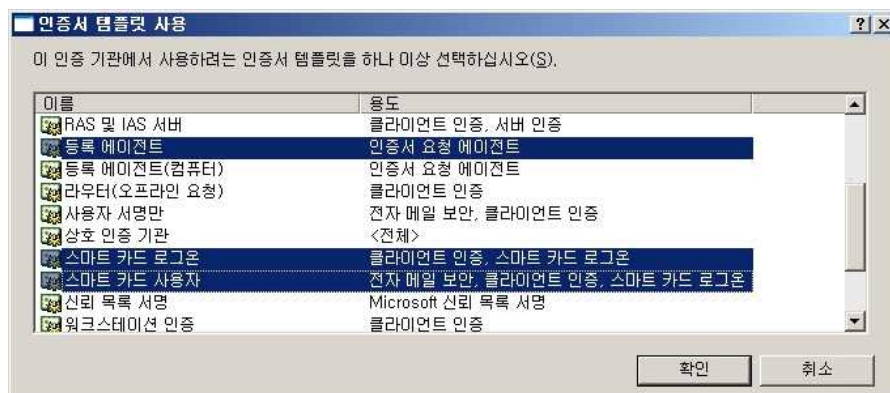 인증서 템플릿 사용
이 인증 기관에서 사용하려는 인증서 템플릿을 하나 이상 선택하십시오(S).
이름 용도
RAS 및 IAS 서버 클라이언트 인증, 서버 인증
등록 에이전트 인증서 요청 에이전트
등록 에이전트(컴퓨터) 인증서 요청 에이전트
라우터(오프라인 요청) 클라이언트 인증
사용자 서명만 전자 메일 보안, 클라이언트 인증
상호 인증 기관 <전체>
스마트 카드 로그온 클라이언트 인증, 스마트 카드 로그온
스마트 카드 사용자 전자 메일 보안, 클라이언트 인증, 스마트 카드 로그온
신뢰 목록 서명 Microsoft 신뢰 목록 서명
워크스테이션 인증 클라이언트 인증
확인 취소